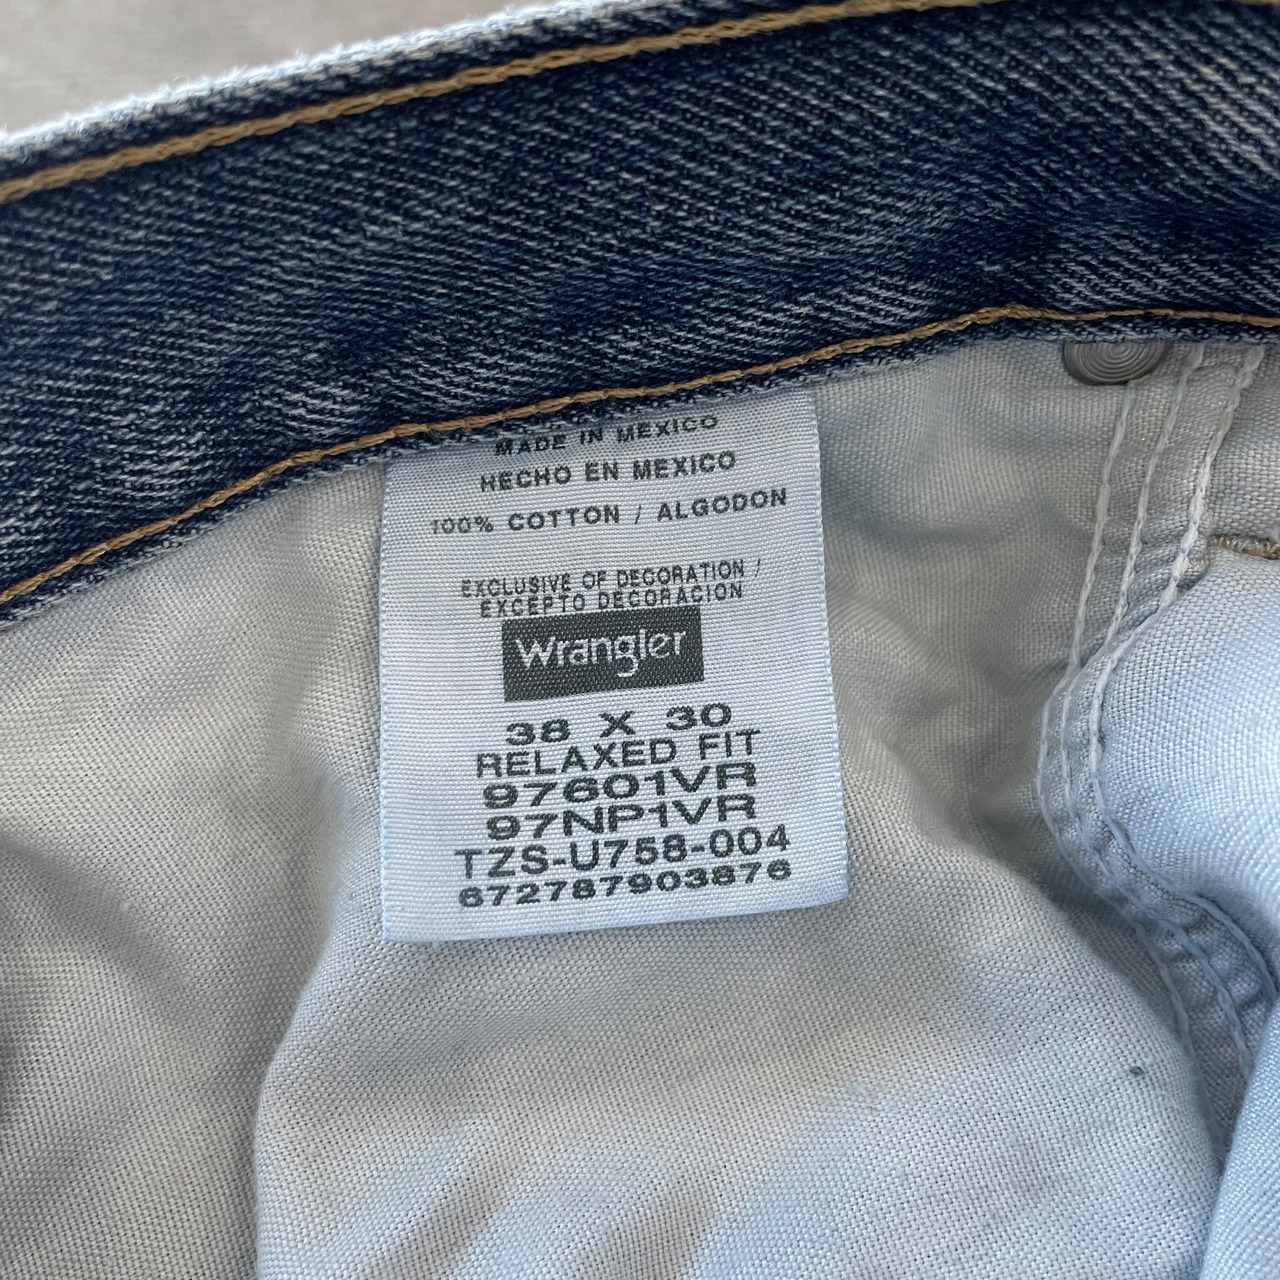 MADE IN MEXICO
HECHO EN MEXICO
100% COTTON / ALGODON
EXCLUSIVE OF DECORATION /
EXCEPTO DECORACION
Wrangler
38 X 30
RELAXED FIT
97601VR
97NP1VR
TZS-U758-004
672787903876